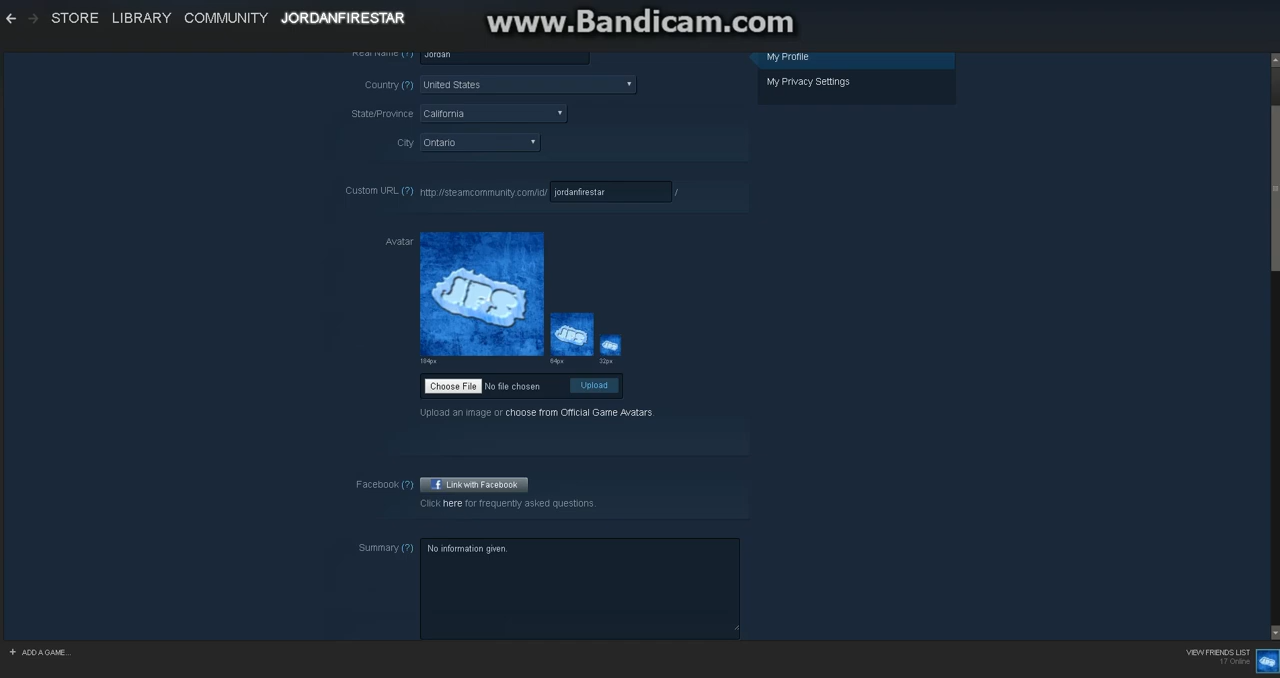 STORE LIBRARY COMMUNITY JORDANFIRESTAR
www.Bandicam.com
Real Name (?) Jordan
My Profile
Country (?) United States
My Privacy Settings
State/Province California
City Ontario
Custom URL (?) http://steamcommunity.com/id/ jordanfirestar /
Avatar
JFS
JFS
JFS
184px 64px 32px
Choose File No file chosen Upload
Upload an image or choose from Official Game Avatars.
Facebook (?) f Link with Facebook
Click here for frequently asked questions.
Summary (?) No information given.
+ ADD A GAME...
VIEW FRIENDS LIST
17 Online